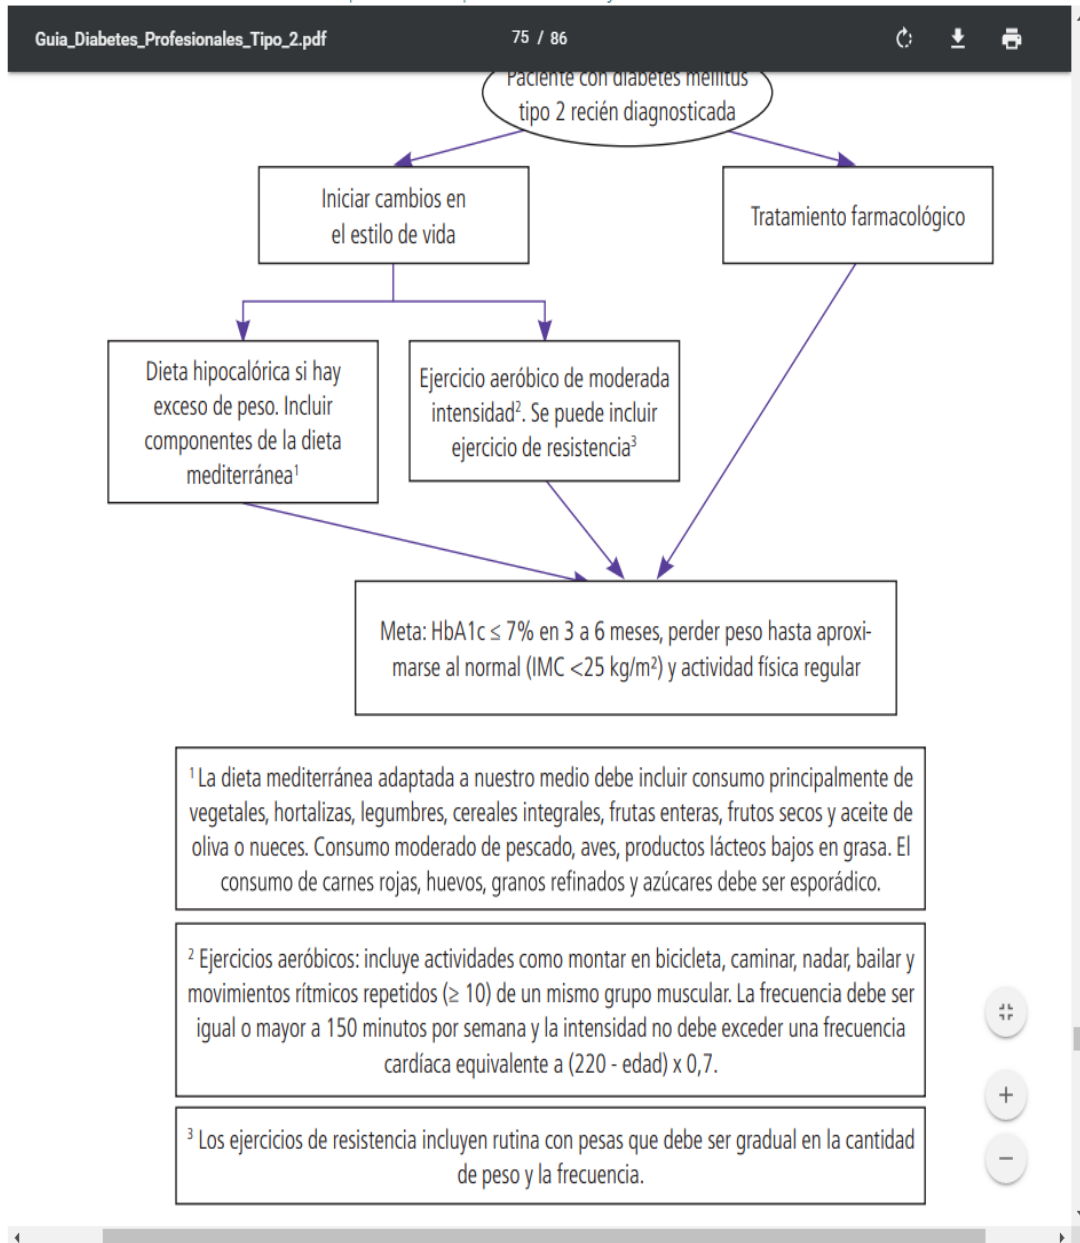 Guia_Diabetes_Profesionales_Tipo_2.pdf
75 / 86
Paciente con diabetes mellitus
tipo 2 recién diagnosticada
Iniciar cambios en
el estilo de vida
Tratamiento farmacológico
Dieta hipocalórica si hay
exceso de peso. Incluir
componentes de la dieta
mediterránea¹
Ejercicio aeróbico de moderada
intensidad². Se puede incluir
ejercicio de resistencia³
Meta: HbA1c ≤ 7% en 3 a 6 meses, perder peso hasta aproxi-
marse al normal (IMC <25 kg/m²) y actividad física regular
¹ La dieta mediterránea adaptada a nuestro medio debe incluir consumo principalmente de
vegetales, hortalizas, legumbres, cereales integrales, frutas enteras, frutos secos y aceite de
oliva o nueces. Consumo moderado de pescado, aves, productos lácteos bajos en grasa. El
consumo de carnes rojas, huevos, granos refinados y azúcares debe ser esporádico.
² Ejercicios aeróbicos: incluye actividades como montar en bicicleta, caminar, nadar, bailar y
movimientos rítmicos repetidos (≥ 10) de un mismo grupo muscular. La frecuencia debe ser
igual o mayor a 150 minutos por semana y la intensidad no debe exceder una frecuencia
cardíaca equivalente a (220 - edad) x 0,7.
³ Los ejercicios de resistencia incluyen rutina con pesas que debe ser gradual en la cantidad
de peso y la frecuencia.